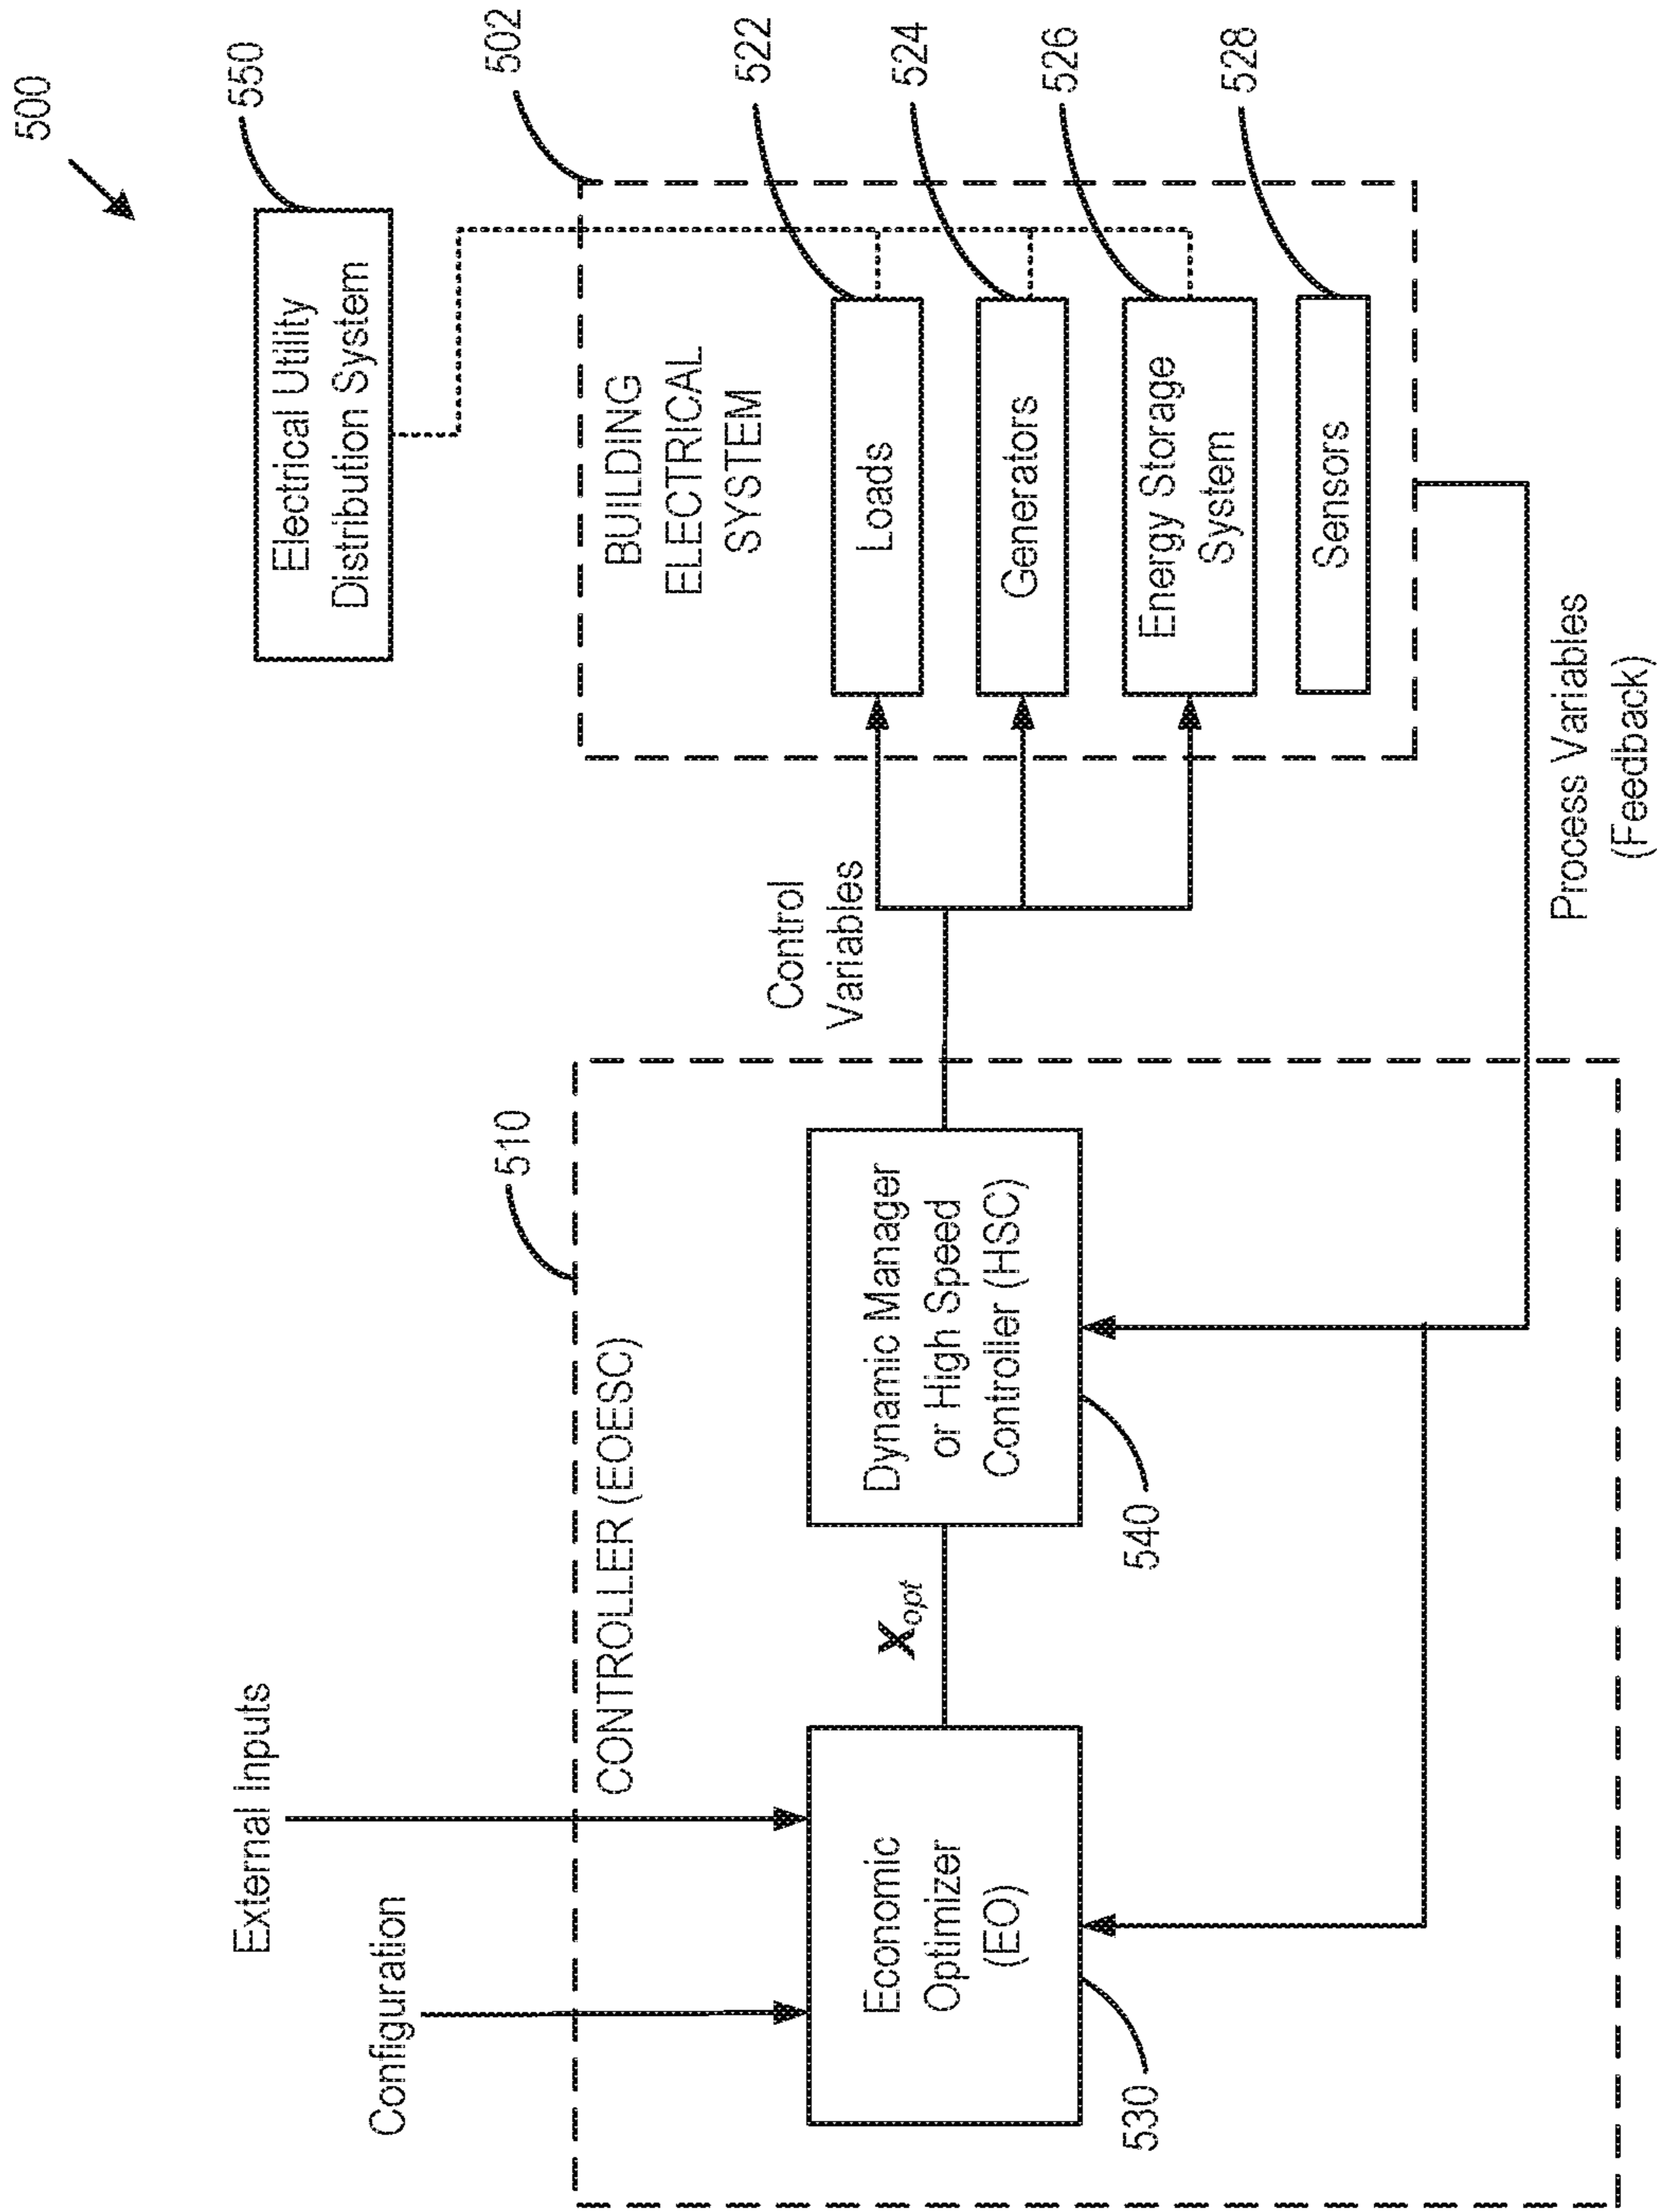 500
550
Electrical Utility
Distribution System
502
BUILDING
ELECTRICAL
SYSTEM
522
Loads
524
Generators
526
Energy Storage
System
528
Sensors
Control
Variables
Process Variables
(Feedback)
External Inputs
Configuration
510
CONTROLLER (EOESC)
Economic
Optimizer
(EO)
530
Xopt
Dynamic Manager
or High Speed
Controller (HSC)
540